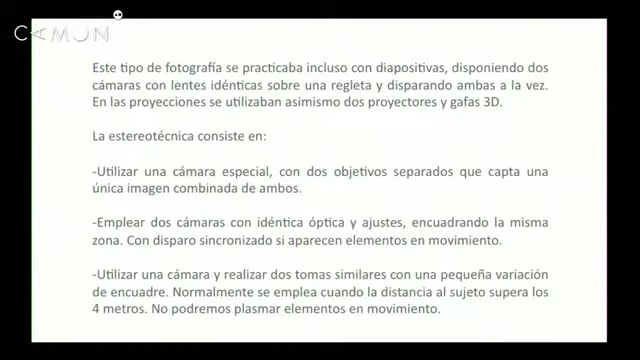 CAMON
Este tipo de fotografía se practicaba incluso con diapositivas, disponiendo dos
cámaras con lentes idénticas sobre una regleta y disparando ambas a la vez.
En las proyecciones se utilizaban asimismo dos proyectores y gafas 3D.
La estereotécnica consiste en:
-Utilizar una cámara especial, con dos objetivos separados que capta una
única imagen combinada de ambos.
-Emplear dos cámaras con idéntica óptica y ajustes, encuadrando la misma
zona. Con disparo sincronizado si aparecen elementos en movimiento.
-Utilizar una cámara y realizar dos tomas similares con una pequeña variación
de encuadre. Normalmente se emplea cuando la distancia al sujeto supera los
4 metros. No podremos plasmar elementos en movimiento.